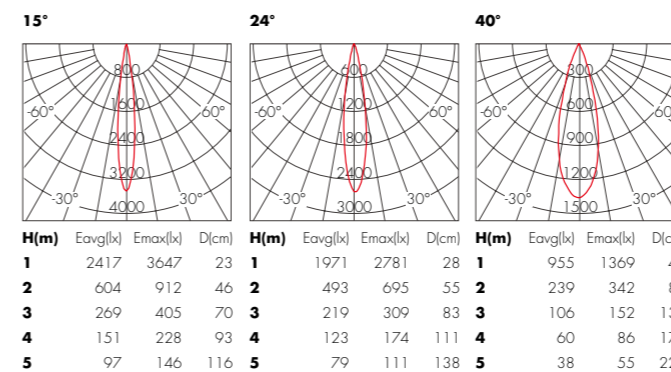 15° 24° 40°
800 600 300
1600 1200 600
-60° 60° -60° 60° -60° 60°
2400 1800 900
3200 2400 1200
-30° 30° -30° 30° -30° 30°
4000 3000 1500
H(m) Eavg(lx) Emax(lx) D(cm) H(m) Eavg(lx) Emax(lx) D(cm) H(m) Eavg(lx) Emax(lx)
1 2417 3647 23 1 1971 2781 28 1 955 1369
2 604 912 46 2 493 695 55 2 239 342
3 269 405 70 3 219 309 83 3 106 152
4 151 228 93 4 123 174 111 4 60 86
5 97 146 116 5 79 111 138 5 38 55